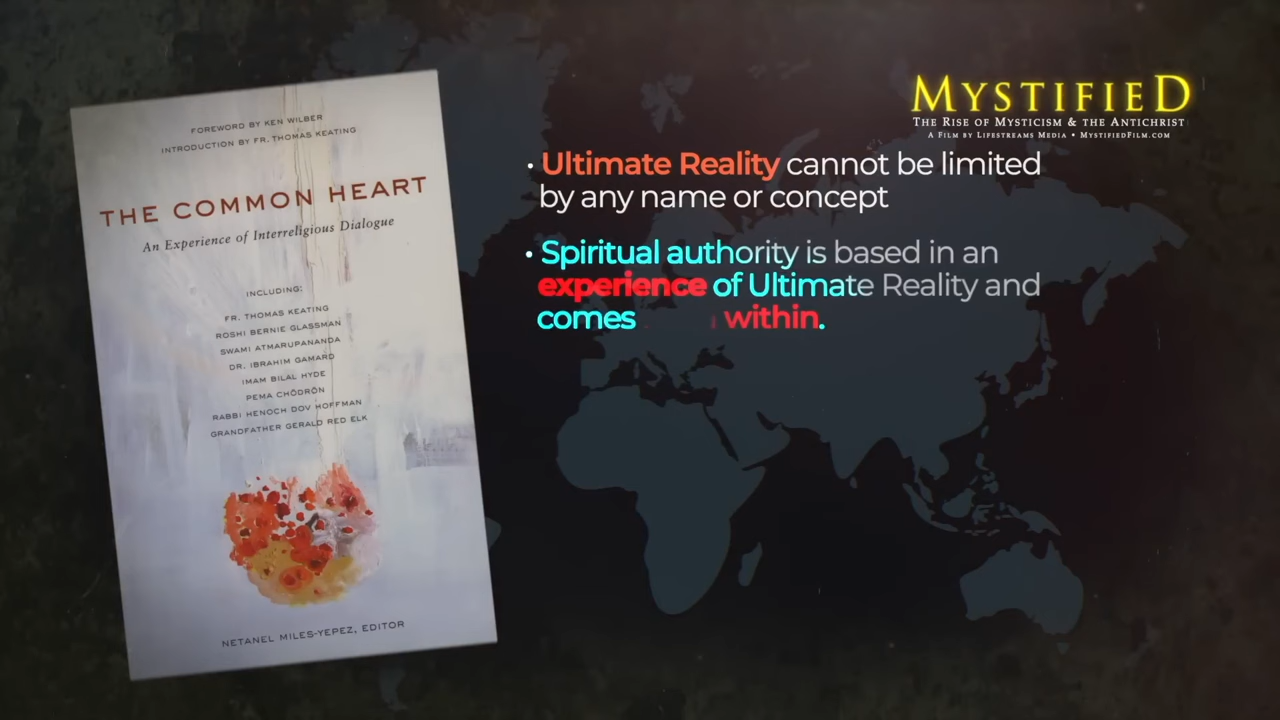 FOREWORD BY KEN WILBER
INTRODUCTION BY FR. THOMAS KEATING
THE COMMON HEART
An Experience of Interreligious Dialogue
INCLUDING:
FR. THOMAS KEATING
ROSHI BERNIE GLASSMAN
SWAMI ATMARUPANANDA
DR. IBRAHIM GAMARD
IMAM BILAL HYDE
PEMA CHÖDRÖN
RABBI HENOCH DOV HOFFMAN
GRANDFATHER GERALD RED ELK
NETANEL MILES-YEPEZ, EDITOR
MYSTIFIED
THE RISE OF MYSTICISM & THE ANTICHRIST
A FILM BY LIFESTREAMS MEDIA • MYSTIFIEDFILM.COM
• Ultimate Reality cannot be limited
by any name or concept
• Spiritual authority is based in an
experience of Ultimate Reality and
comes within.